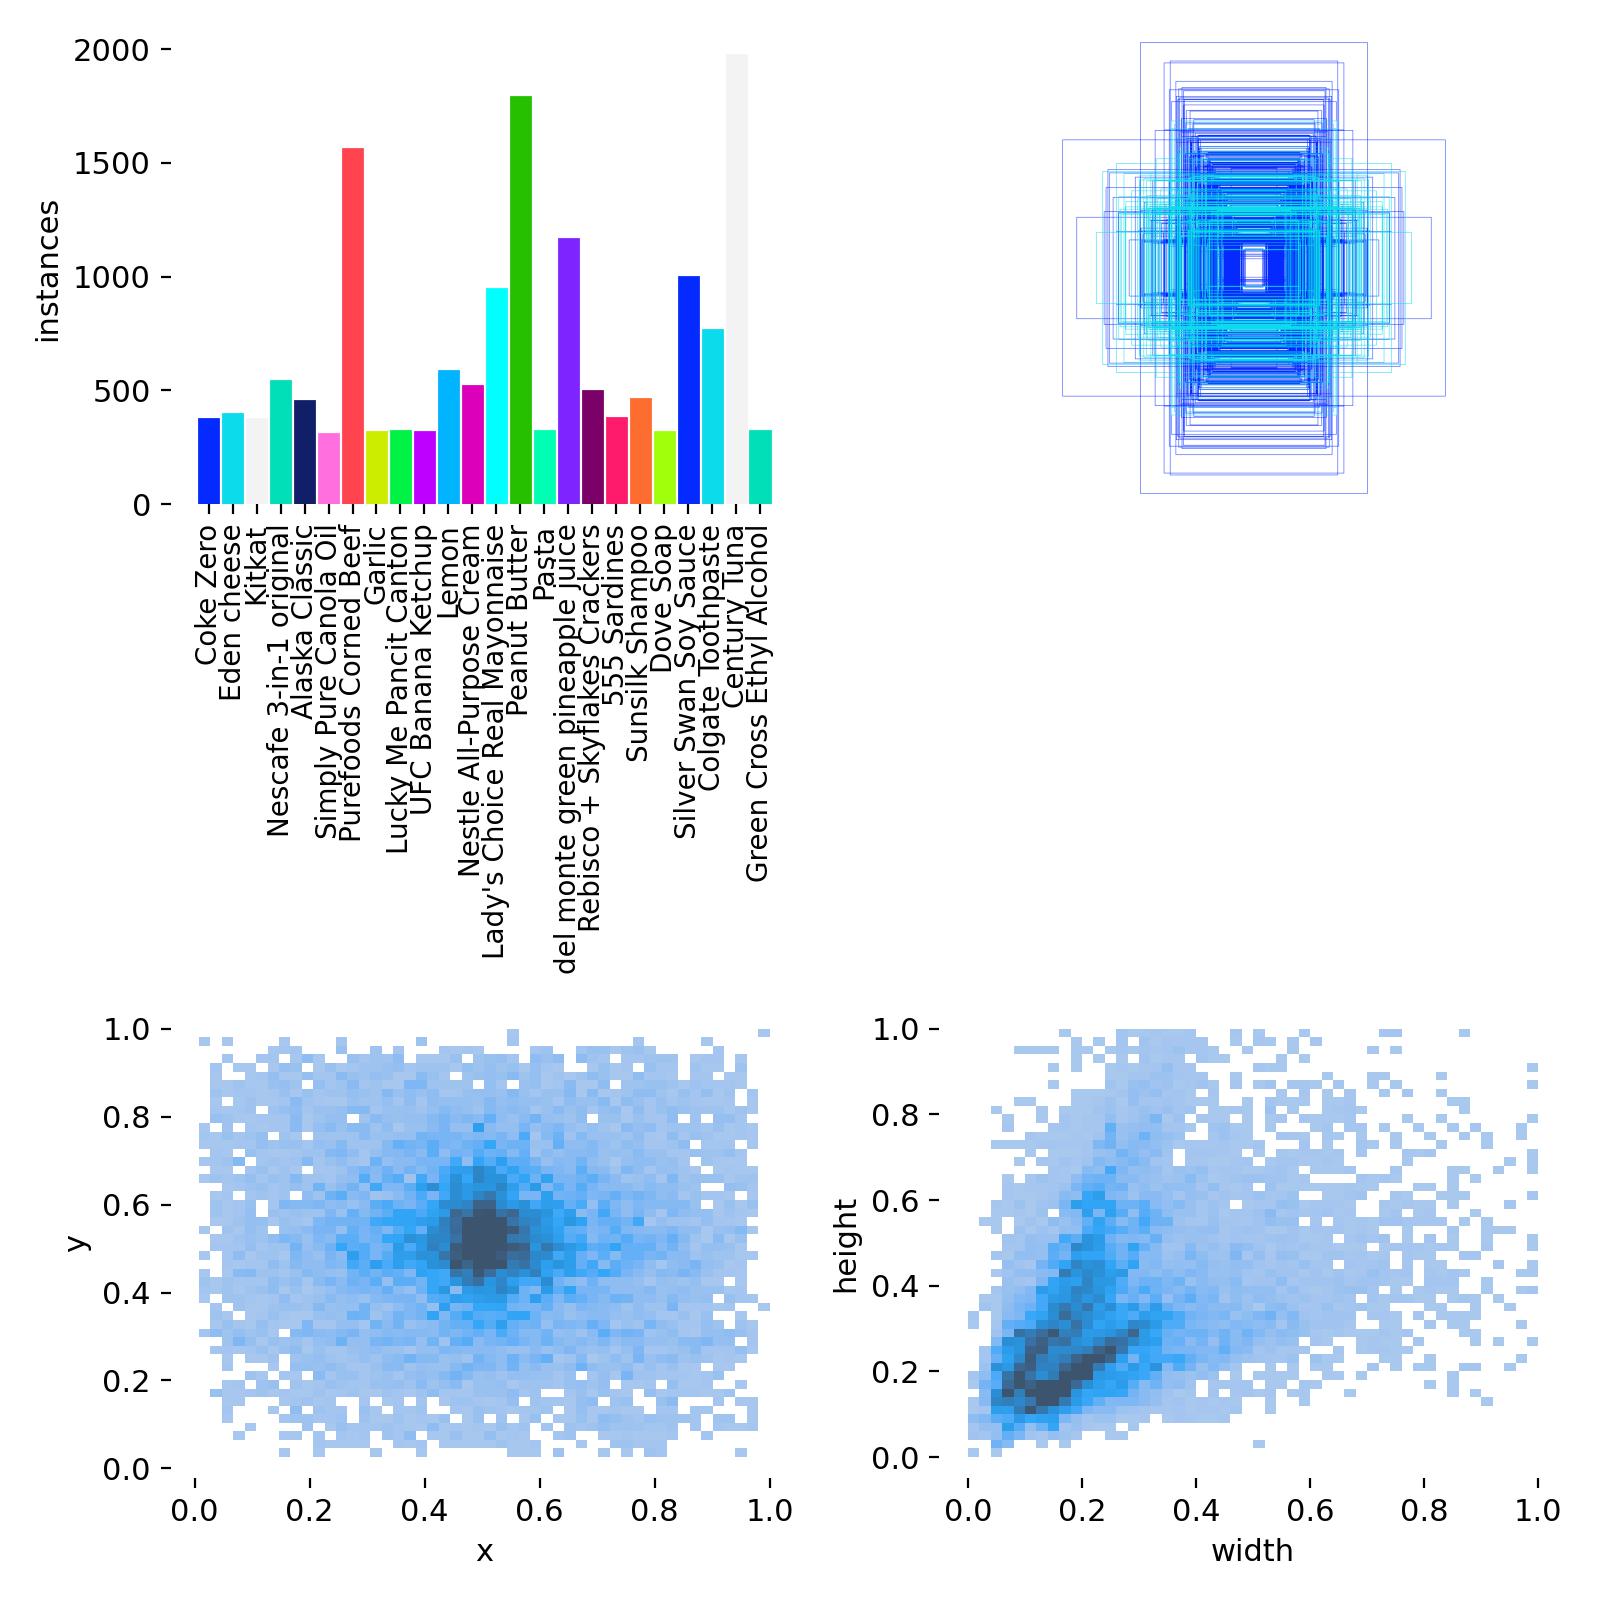 2000
1500
1000
500
0
instances
Coke Zero
Eden cheese
Kitkat
Nescafe 3-in-1 original
Alaska Classic
Simply Pure Canola Oil
Purefoods Corned Beef
Garlic
Lucky Me Pancit Canton
UFC Banana Ketchup
Lemon
Nestle All-Purpose Cream
Lady's Choice Real Mayonnaise
Peanut Butter
Pasta
del monte green pineapple juice
Rebisco + Skyflakes Crackers
555 Sardines
Sunsilk Shampoo
Dove Soap
Silver Swan Soy Sauce
Colgate Toothpaste
Century Tuna
Green Cross Ethyl Alcohol
1.0
0.8
0.6
0.4
0.2
0.0
y
0.0 0.2 0.4 0.6 0.8 1.0
x
1.0
0.8
0.6
0.4
0.2
0.0
height
0.0 0.2 0.4 0.6 0.8 1.0
width